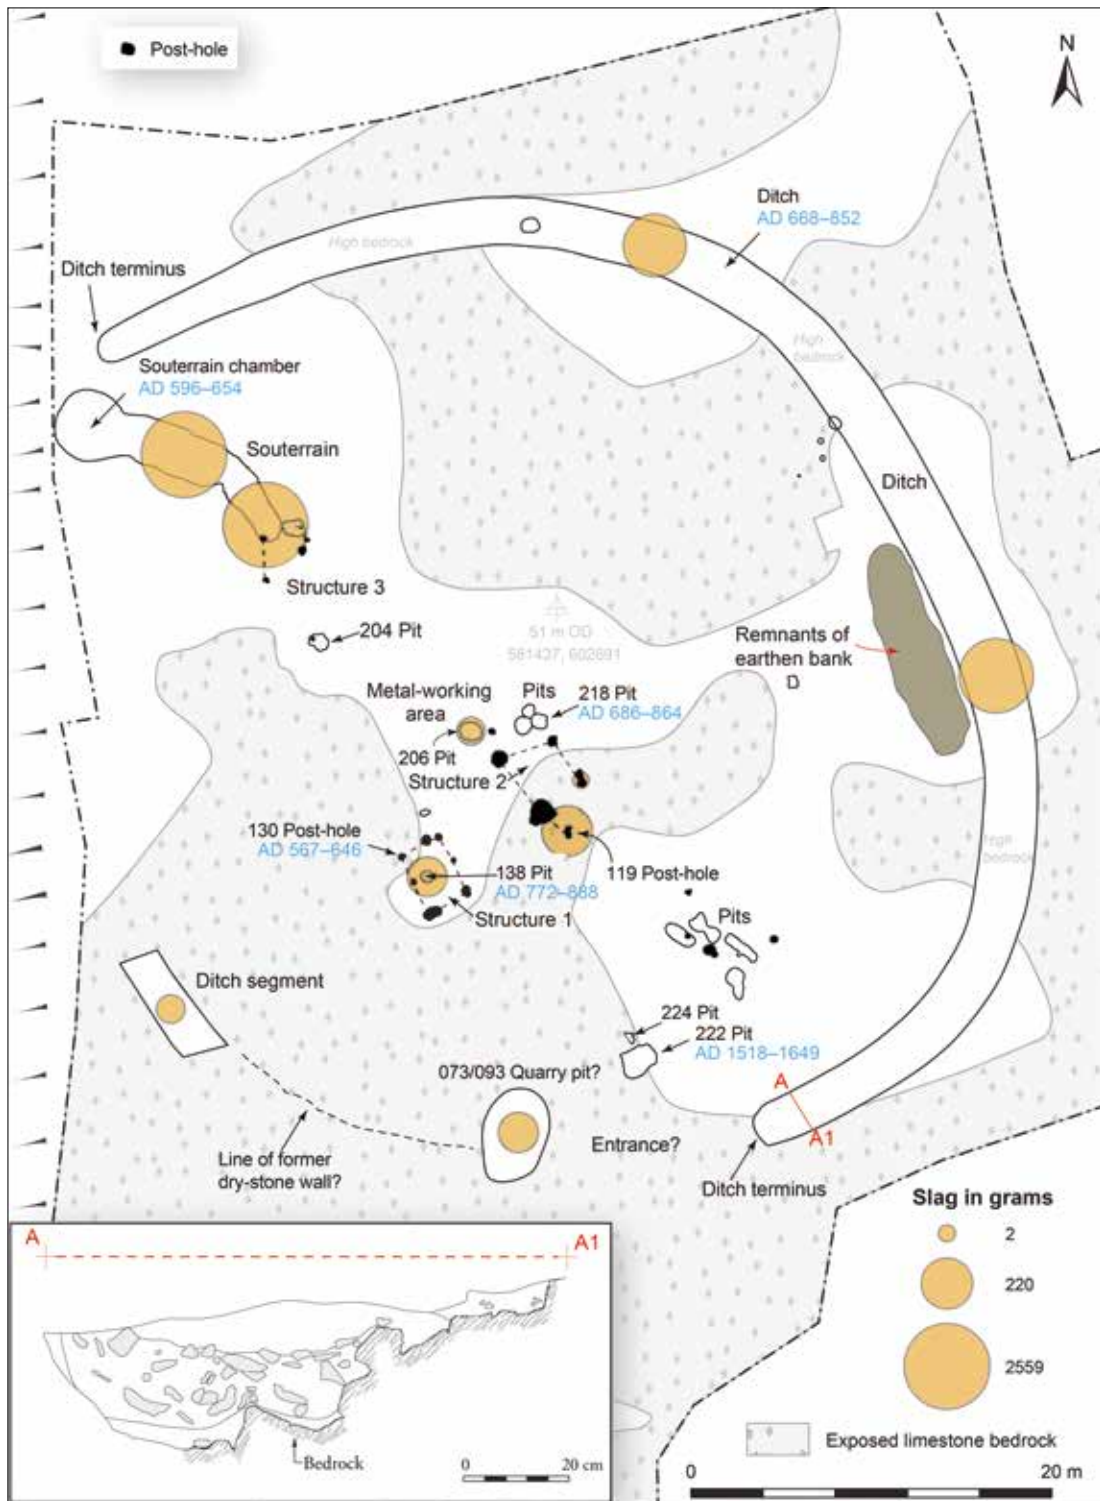 Post-hole
N
Ditch
AD 668–852
High bedrock
Ditch terminus
High
bedrock
Souterrain chamber
AD 596–654
Souterrain
Ditch
Structure 3
204 Pit
51 m OD
581427, 602691
Remnants of
earthen bank
Metal-working
area
Pits
218 Pit
AD 686–864
206 Pit
Structure 2
130 Post-hole
AD 567–646
High
bedrock
138 Pit
AD 772–888
119 Post-hole
Structure 1
Pits
Ditch segment
224 Pit
222 Pit
AD 1518–1649
073/093 Quarry pit?
A
A1
Entrance?
Line of former
dry-stone wall?
Ditch terminus
Slag in grams
2
220
2559
Exposed limestone bedrock
0 20 m
A A1
Bedrock
0 20 cm